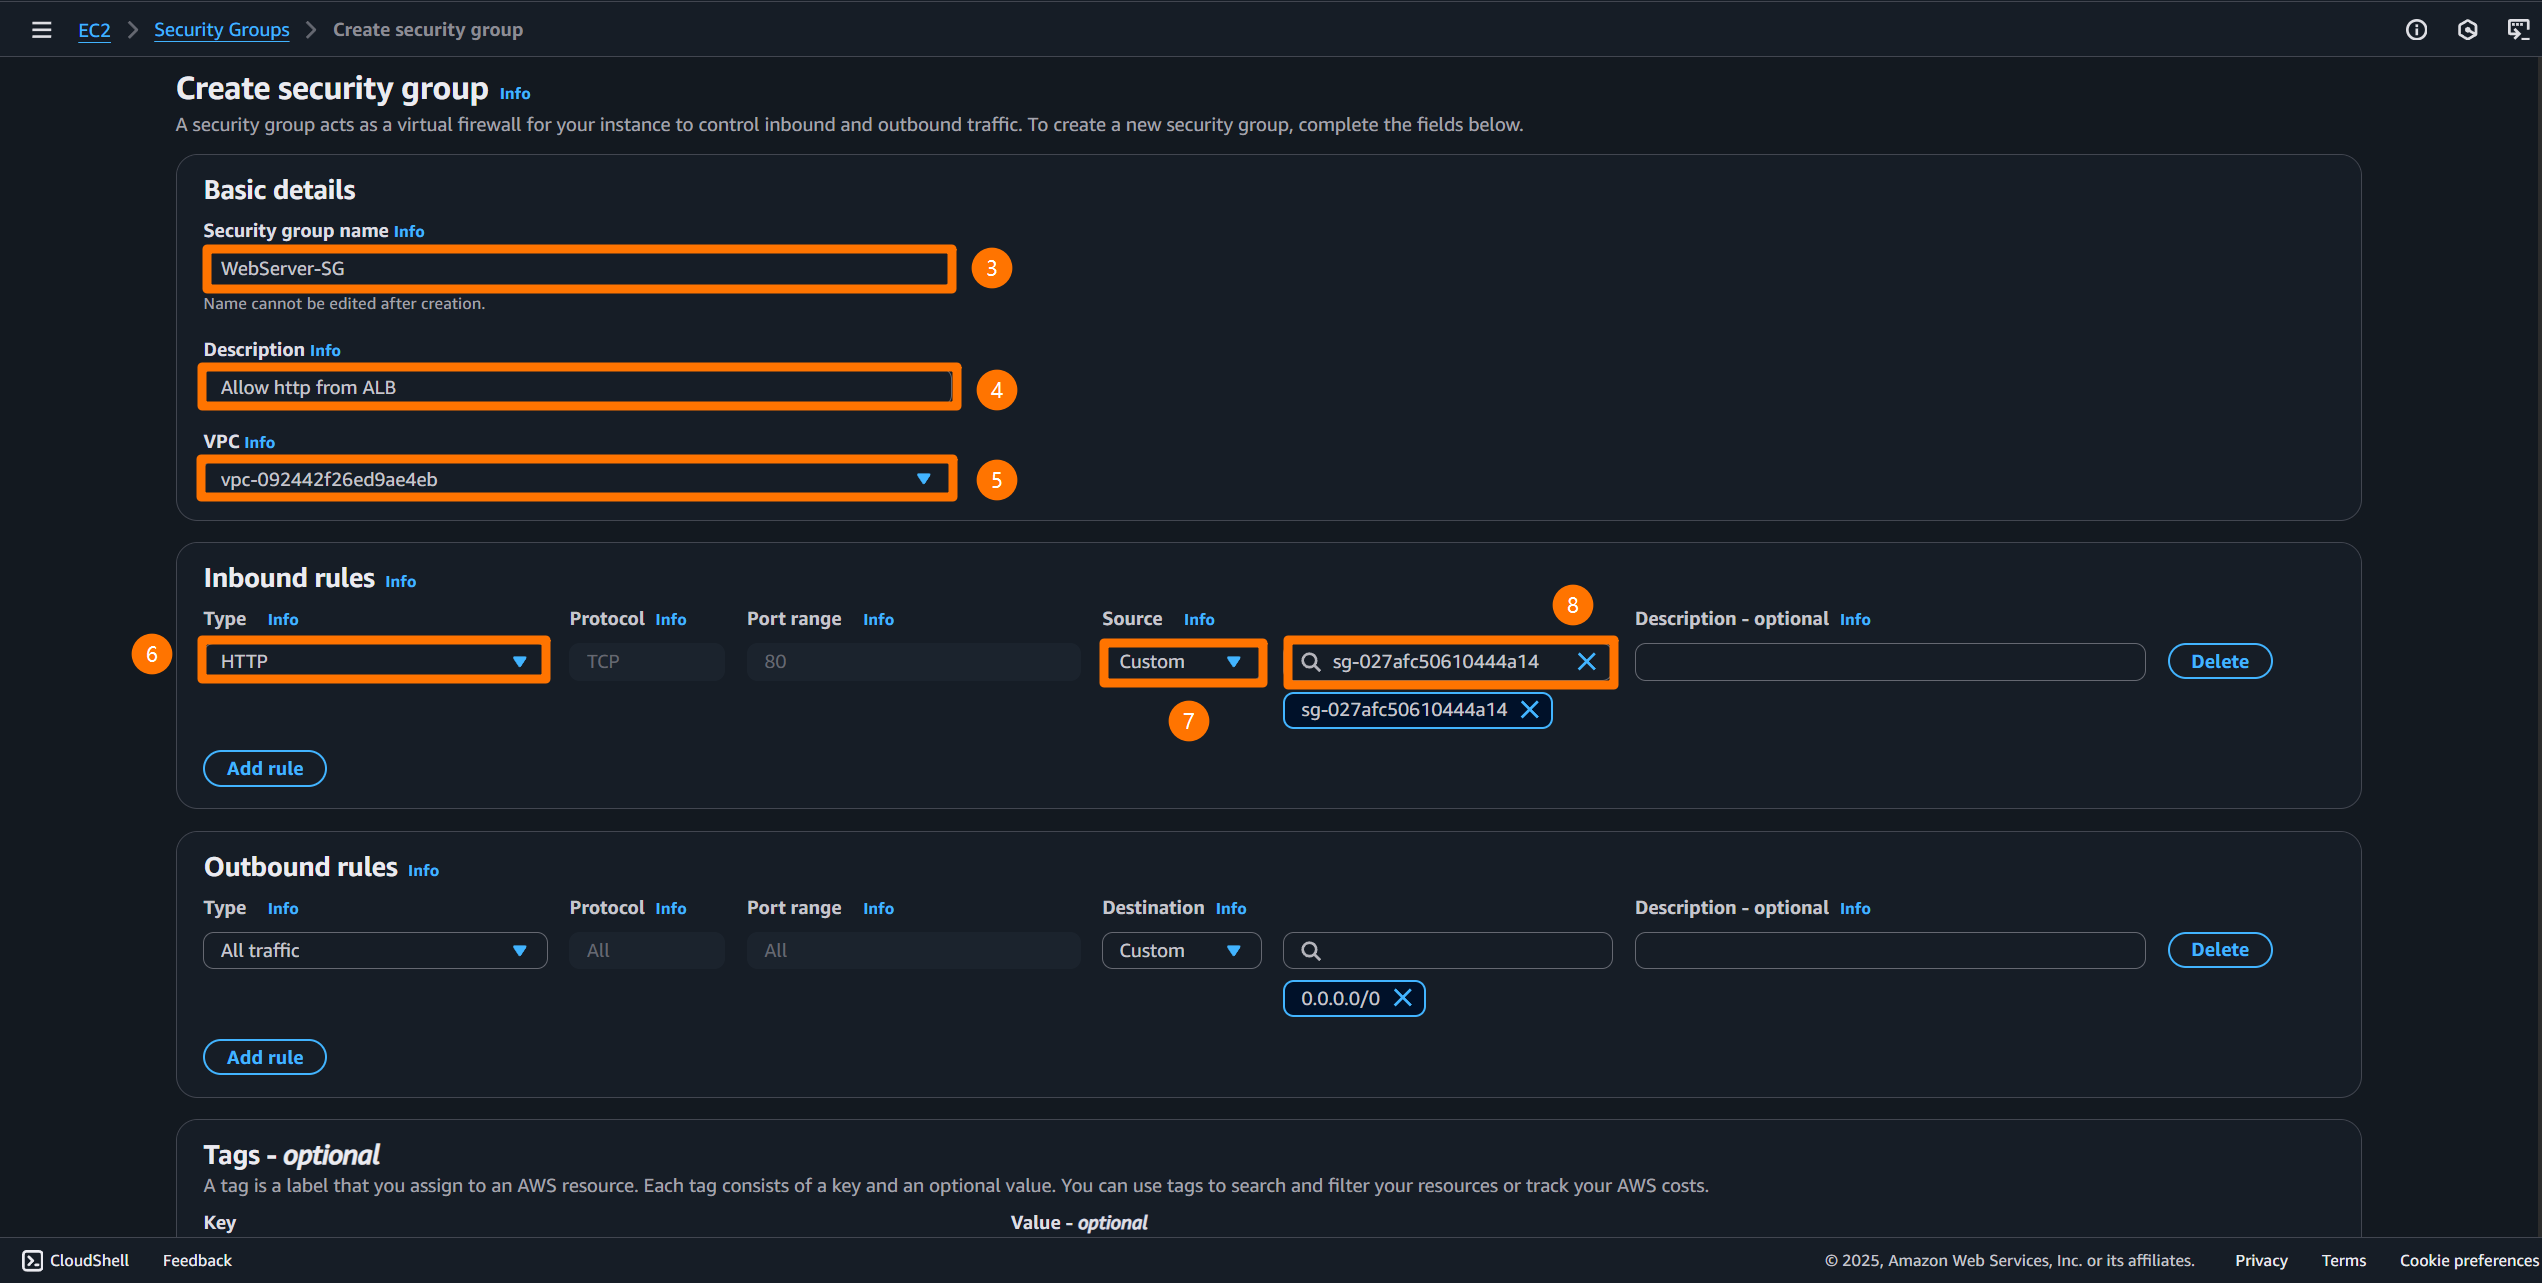 EC2 > Security Groups > Create security group
Create security group Info
A security group acts as a virtual firewall for your instance to control inbound and outbound traffic. To create a new security group, complete the fields below.
Basic details
Security group name Info
WebServer-SG 3
Name cannot be edited after creation.
Description Info
Allow http from ALB 4
VPC Info
vpc-092442f26ed9ae4eb 5
Inbound rules Info
8
Type Info Protocol Info Port range Info Source Info Description - optional Info
6 HTTP TCP 80 Custom sg-027afc50610444a14 Delete
7 sg-027afc50610444a14
Add rule
Outbound rules Info
Type Info Protocol Info Port range Info Destination Info Description - optional Info
All traffic All All Custom Delete
0.0.0.0/0
Add rule
Tags - optional
A tag is a label that you assign to an AWS resource. Each tag consists of a key and an optional value. You can use tags to search and filter your resources or track your AWS costs.
Key Value - optional
CloudShell Feedback © 2025, Amazon Web Services, Inc. or its affiliates. Privacy Terms Cookie preferences